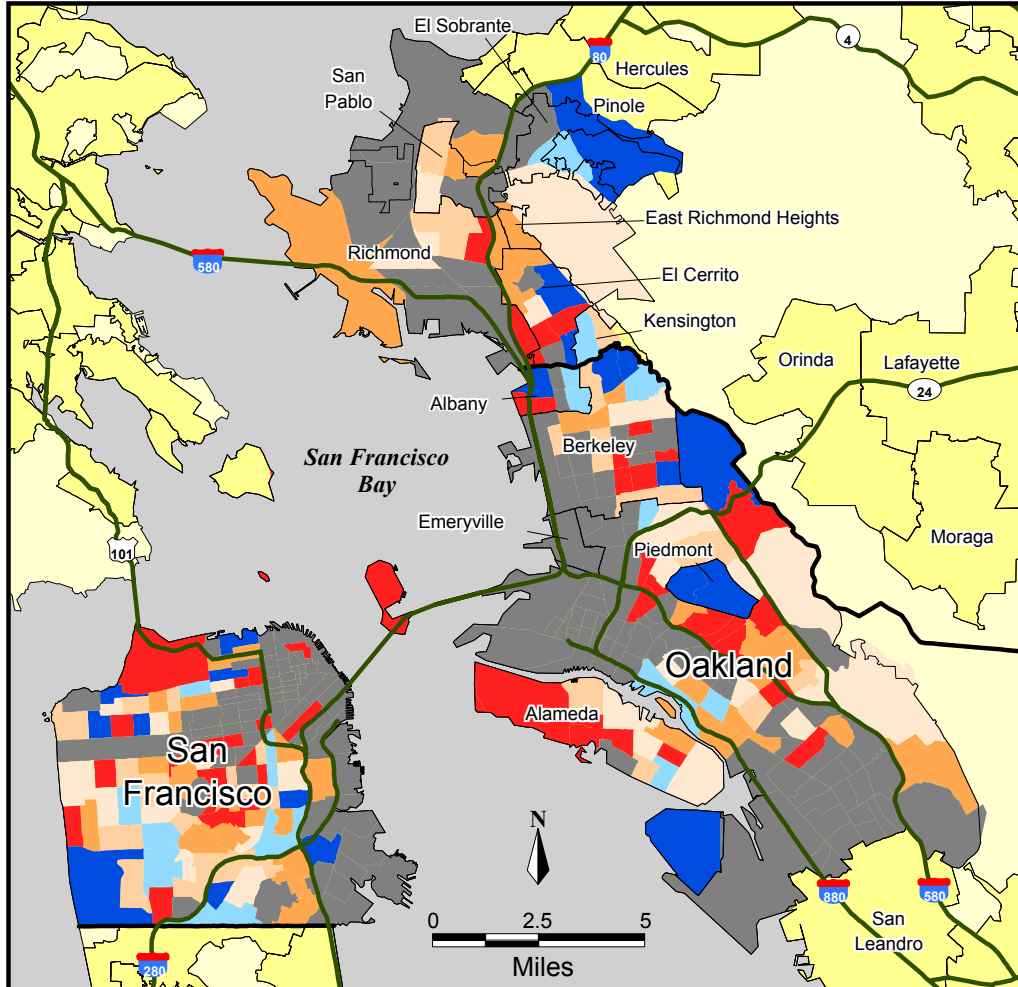 El Sobrante
80
4
Hercules
San
Pablo
Pinole
East Richmond Heights
Richmond
580
El Cerrito
Kensington
Orinda
Lafayette
24
Albany
Berkeley
San Francisco
Bay
Emeryville
101
Piedmont
Moraga
Oakland
Alameda
San
Francisco
N
0
2.5
5
Miles
880
580
San
Leandro
280